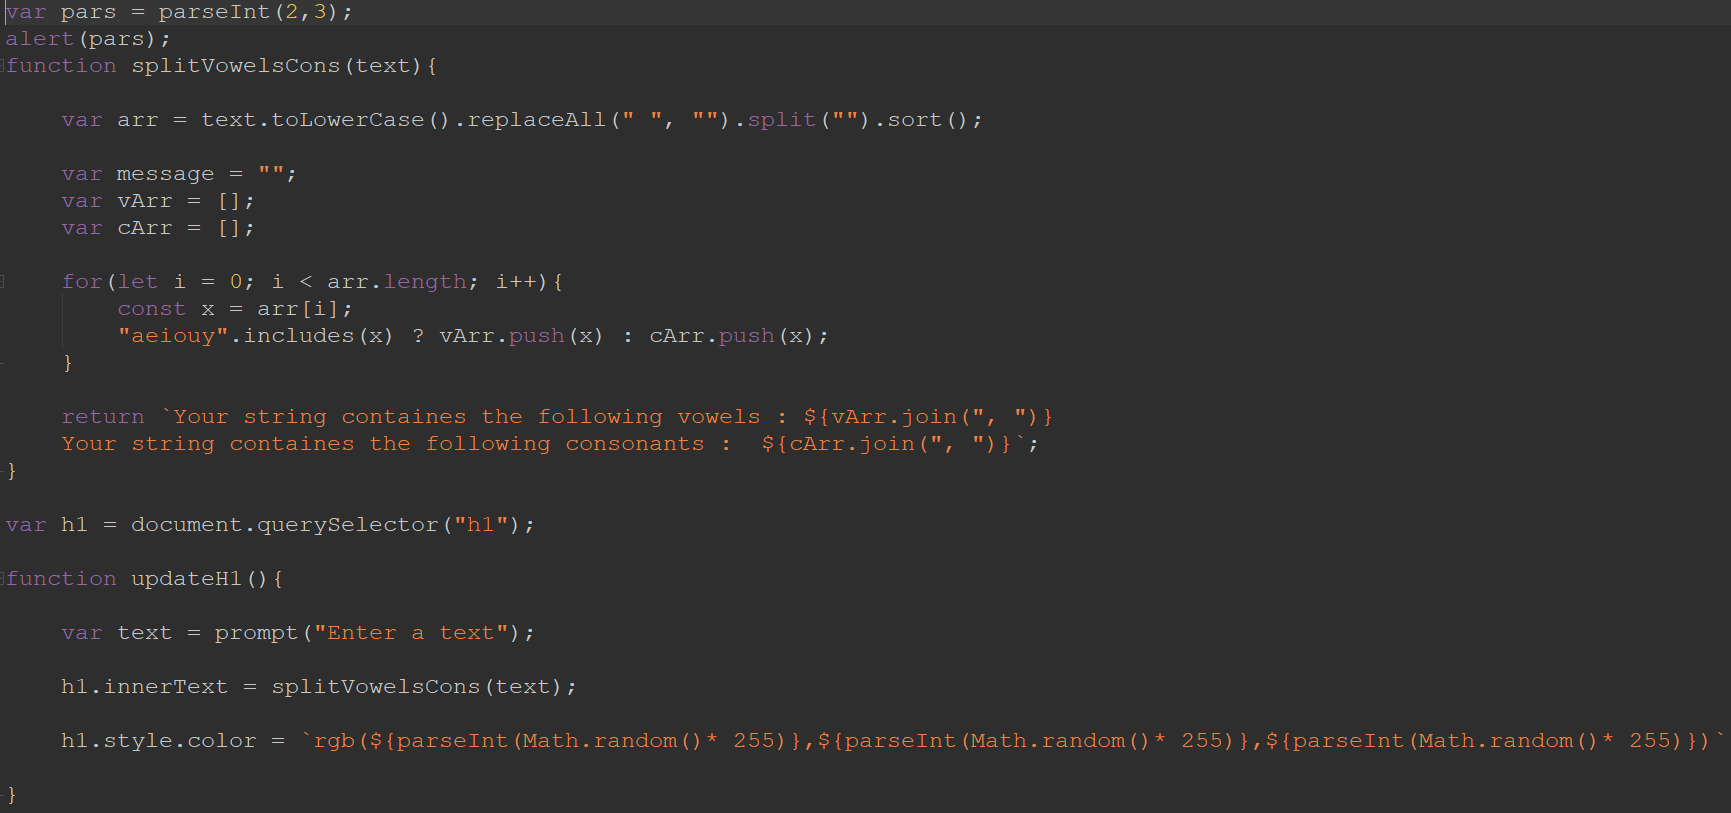 var pars = parseInt(2,3);
alert(pars);
function splitVowelsCons(text){
var arr = text.toLowerCase().replaceAll(" ", "").split("").sort();
var message = "";
var vArr = [];
var cArr = [];
for(let i = 0; i < arr.length; i++){
const x = arr[i];
"aeiouy".includes(x) ? vArr.push(x) : cArr.push(x);
}
return `Your string containes the following vowels : ${vArr.join(", ")}
Your string containes the following consonants :  ${cArr.join(", ")}`;
}
var h1 = document.querySelector("h1");
function updateH1(){
var text = prompt("Enter a text");
h1.innerText = splitVowelsCons(text);
h1.style.color = `rgb(${parseInt(Math.random()* 255)},${parseInt(Math.random()* 255)},${parseInt(Math.random()* 255)})`
}